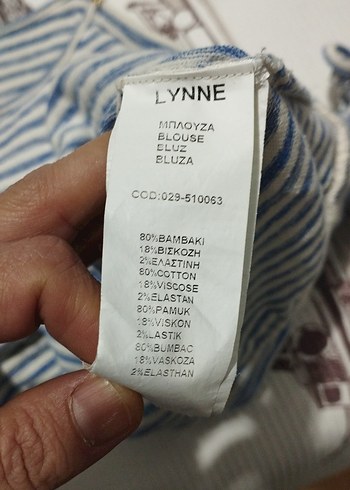 LYNNE
ΜΠΛΟΥΖΑ
BLOUSE
BLUZ
BLUZA
COD:029-510063
80%ΒΑΜΒΑΚΙ
18%ΒΙΣΚΟΖΗ
2%ΕΛΑΣΤΙΝΗ
80%COTTON
18%VISCOSE
2%ELASTAN
80%PAMUK
18%VISKON
2%LASTIK
80%BUMBAC
18%VASKOZA
2%ELASTHAN